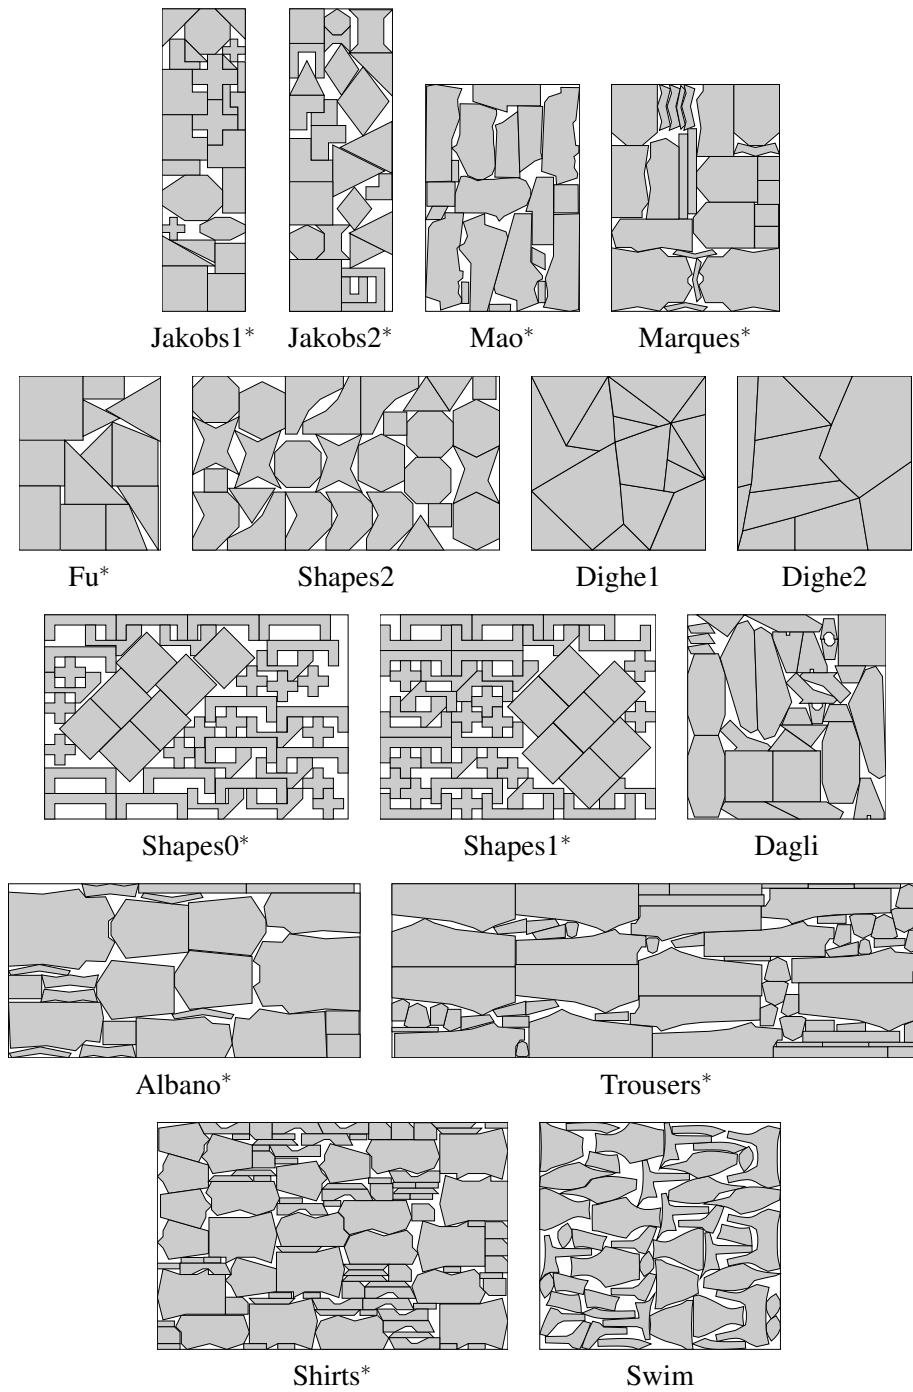 Jakobs1* Jakobs2* Mao* Marques*
Fu* Shapes2 Dighe1 Dighe2
Shapes0* Shapes1* Dagli
Albano* Trousers*
Shirts* Swim